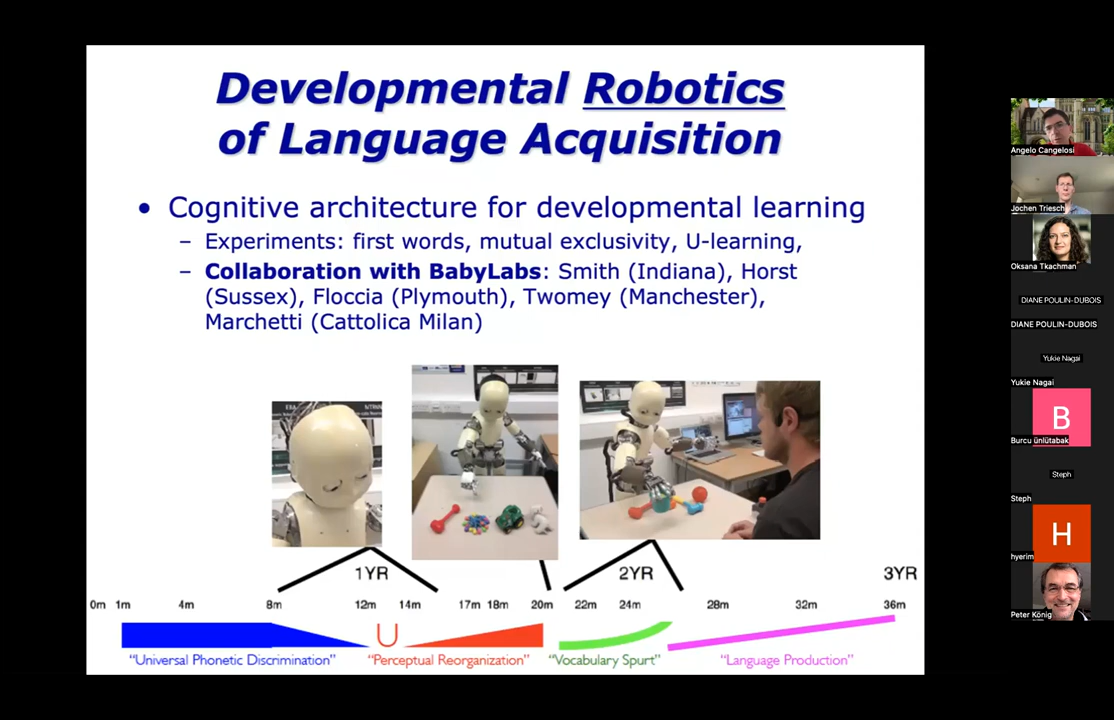 Developmental Robotics
of Language Acquisition
• Cognitive architecture for developmental learning
– Experiments: first words, mutual exclusivity, U-learning,
– Collaboration with BabyLabs: Smith (Indiana), Horst
(Sussex), Floccia (Plymouth), Twomey (Manchester),
Marchetti (Cattolica Milan)
1YR 2YR 3YR
0m 1m 4m 8m 12m 14m 17m 18m 20m 22m 24m 28m 32m 36m
"Universal Phonetic Discrimination" "Perceptual Reorganization" "Vocabulary Spurt" "Language Production"
Angelo Cangelosi
Jochen Triesch
Oksana Tkachman
DIANE POULIN-DUBOIS
DIANE POULIN-DUBOIS
Yukie Nagai
Yukie Nagai
B
Burcu ünlütabak
Steph
Steph
H
hyerim
Peter König